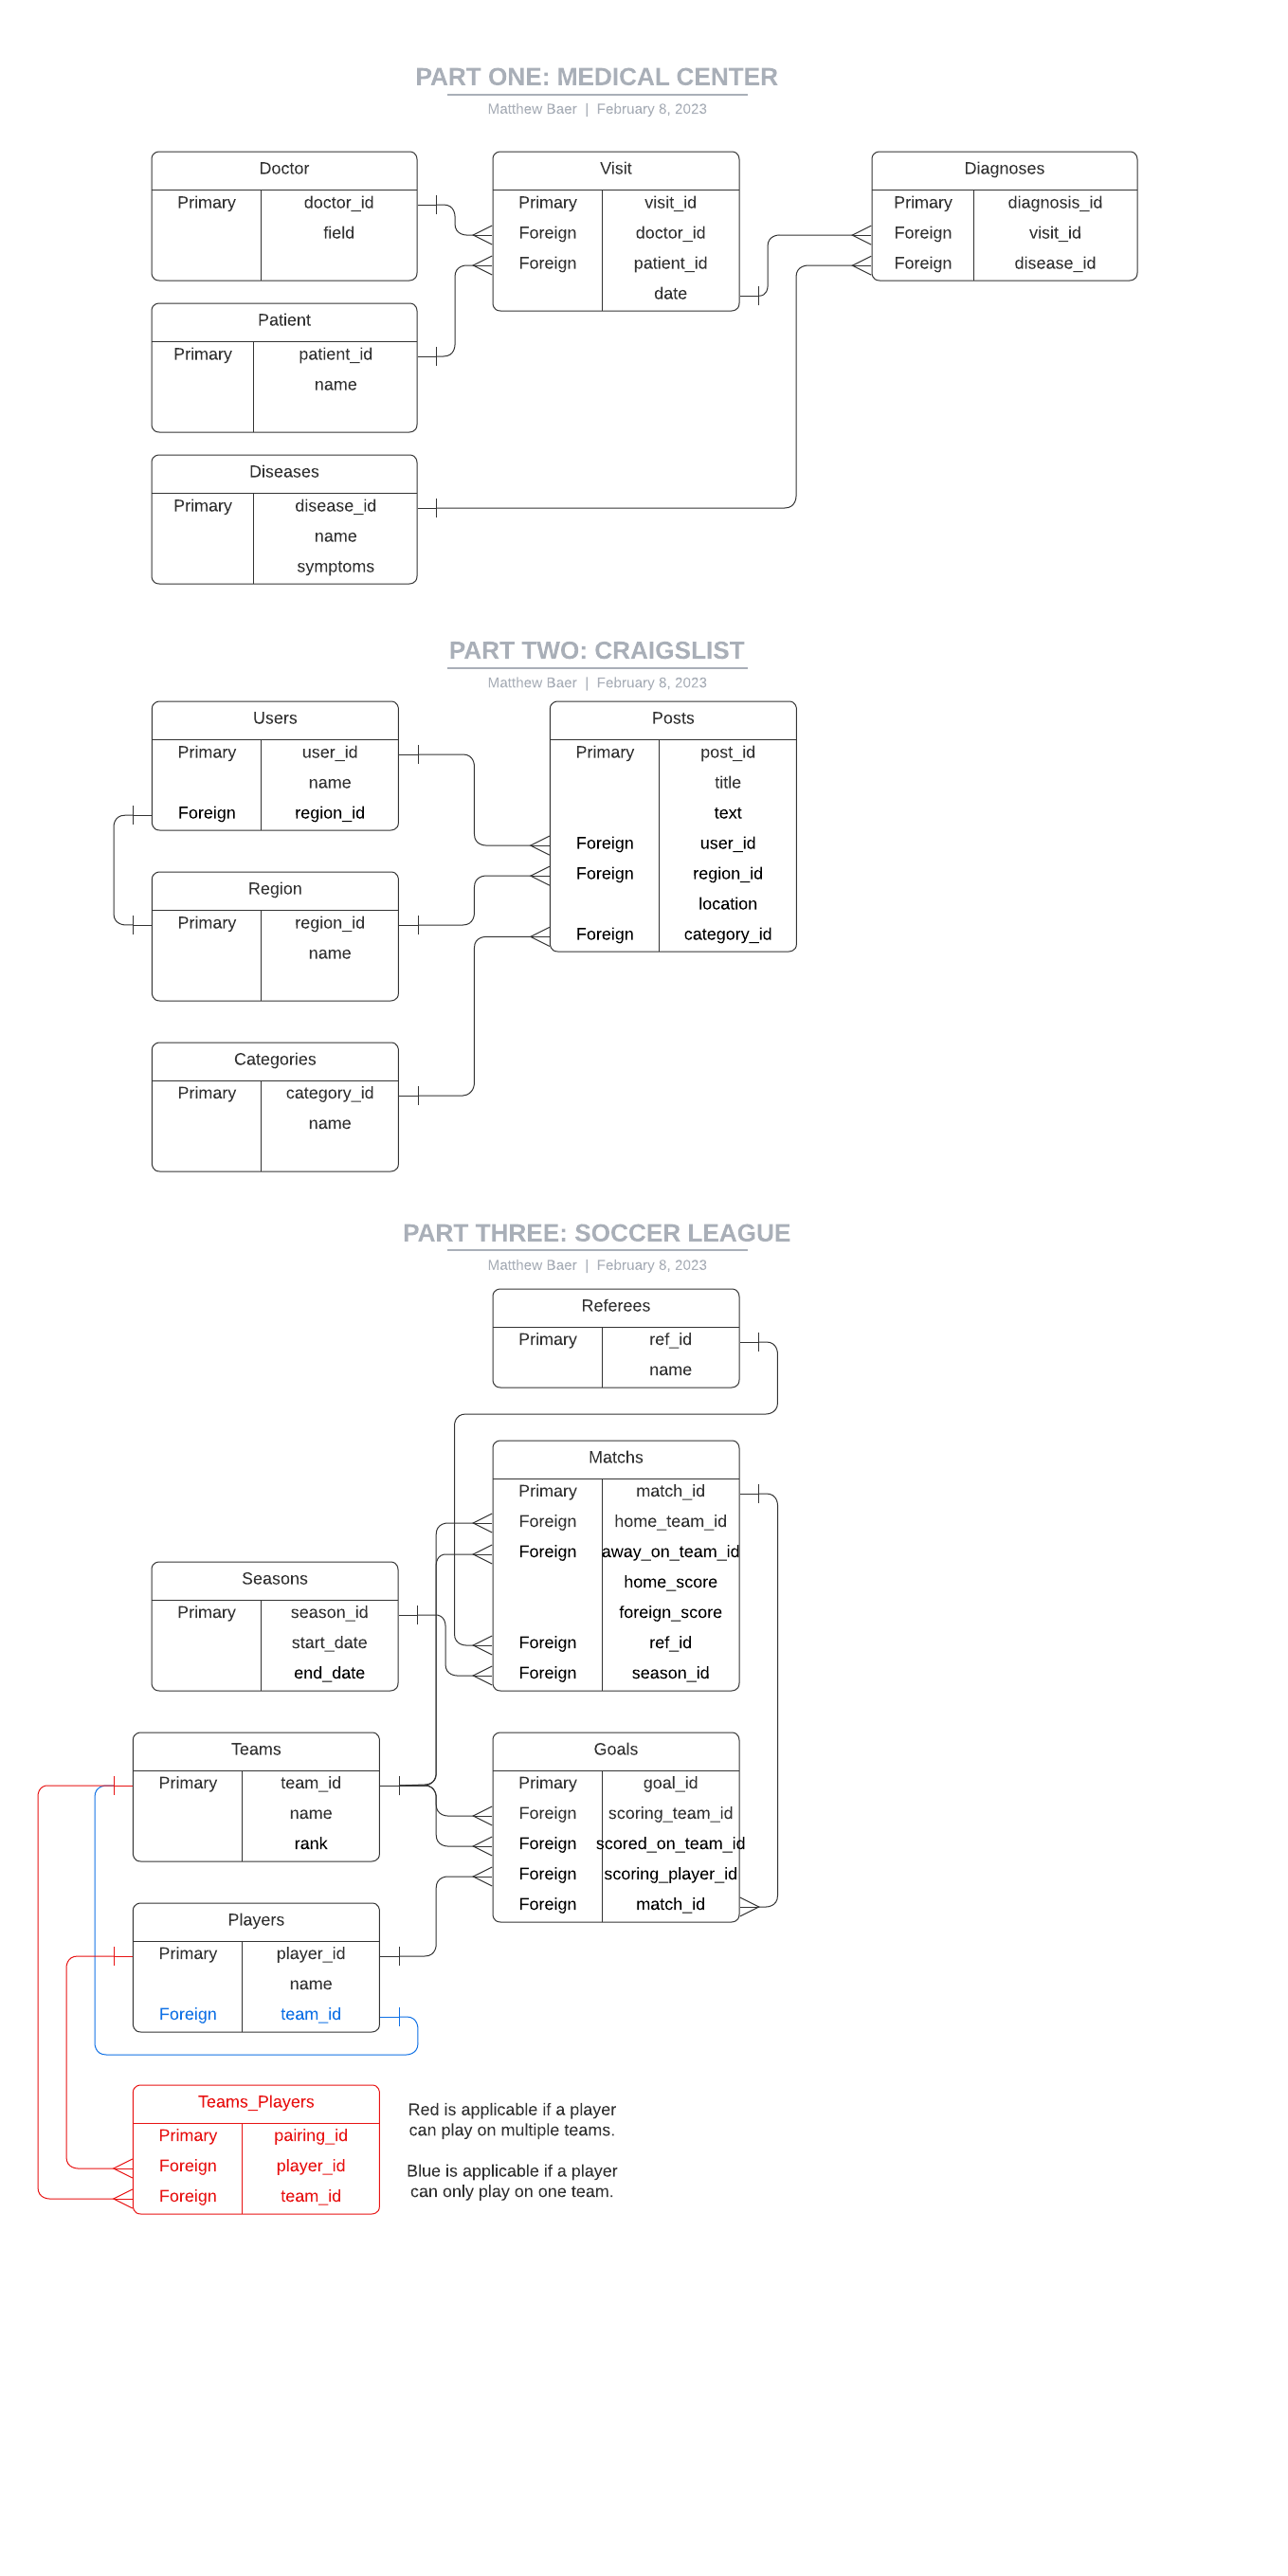 PART ONE: MEDICAL CENTER
Matthew Baer | February 8, 2023
Doctor
Primary doctor_id
field
Visit
Primary visit_id
Foreign doctor_id
Foreign patient_id
date
Diagnoses
Primary diagnosis_id
Foreign visit_id
Foreign disease_id
Patient
Primary patient_id
name
Diseases
Primary disease_id
name
symptoms
PART TWO: CRAIGSLIST
Matthew Baer | February 8, 2023
Users
Primary user_id
name
Foreign region_id
Posts
Primary post_id
title
text
Foreign user_id
Foreign region_id
location
Foreign category_id
Region
Primary region_id
name
Categories
Primary category_id
name
PART THREE: SOCCER LEAGUE
Matthew Baer | February 8, 2023
Referees
Primary ref_id
name
Matchs
Primary match_id
Foreign home_team_id
Foreign away_on_team_id
home_score
foreign_score
Foreign ref_id
Foreign season_id
Seasons
Primary season_id
start_date
end_date
Teams
Primary team_id
name
rank
Goals
Primary goal_id
Foreign scoring_team_id
Foreign scored_on_team_id
Foreign scoring_player_id
Foreign match_id
Players
Primary player_id
name
Foreign team_id
Teams_Players
Primary pairing_id
Foreign player_id
Foreign team_id
Red is applicable if a player
can play on multiple teams.
Blue is applicable if a player
can only play on one team.